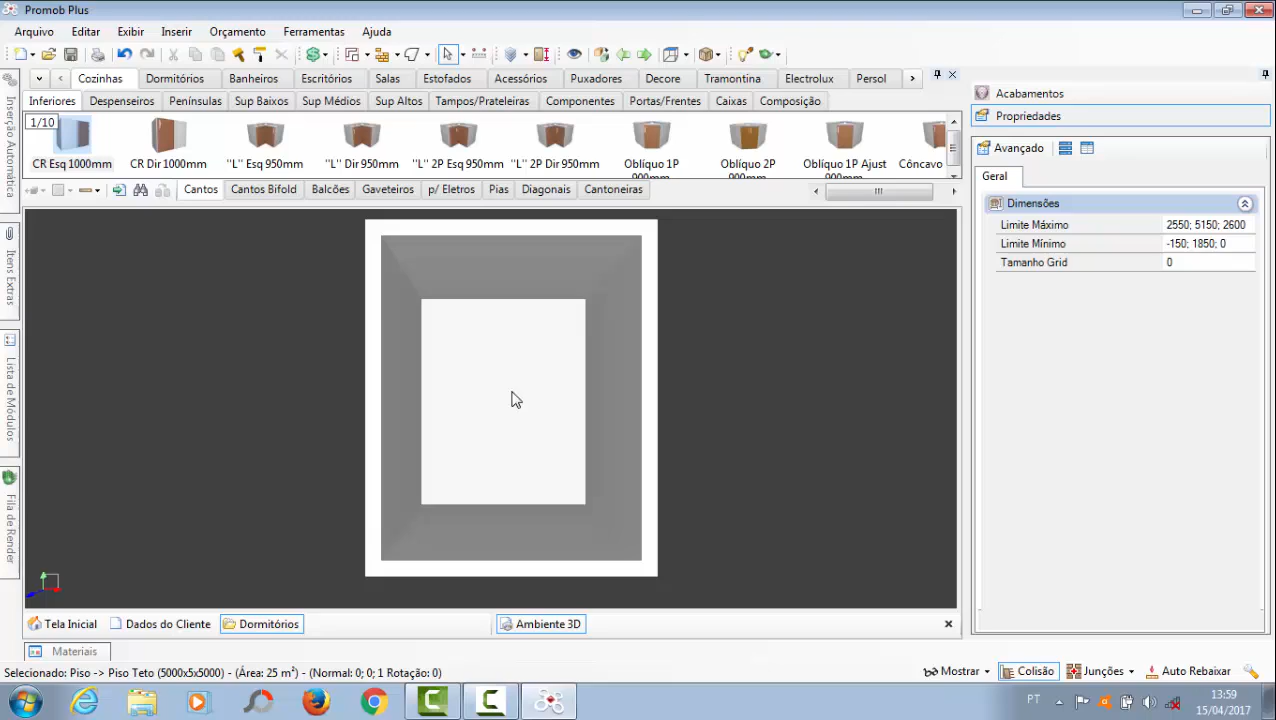 Promob Plus
Arquivo Editar Exibir Inserir Orçamento Ferramentas Ajuda
Cozinhas Dormitórios Banheiros Escritórios Salas Estofados Acessórios Puxadores Decore Tramontina Electrolux Persol
Inferiores Despenseiros Penínsulas Sup Baixos Sup Médios Sup Altos Tampos/Prateleiras Componentes Portas/Frentes Caixas Composição
1/10
CR Esq 1000mm CR Dir 1000mm "L" Esq 950mm "L" Dir 950mm "L" 2P Esq 950mm "L" 2P Dir 950mm Oblíquo 1P Oblíquo 2P Oblíquo 1P Ajust Côncavo
Cantos Cantos Bifold Balcões Gaveteiros p/ Eletros Pias Diagonais Cantoneiras
Inserção Automática
Itens Extras
Lista de Módulos
Fila de Render
Acabamentos
Propriedades
Avançado
Geral
Dimensões
Limite Máximo 2550; 5150; 2600
Limite Mínimo -150; 1850; 0
Tamanho Grid 0
Tela Inicial Dados do Cliente Dormitórios Ambiente 3D
Materiais
Selecionado: Piso -> Piso Teto (5000x5x5000) - (Área: 25 m²) - (Normal: 0; 0; 1 Rotação: 0)
Mostrar Colisão Junções Auto Rebaixar
PT
13:59
15/04/2017